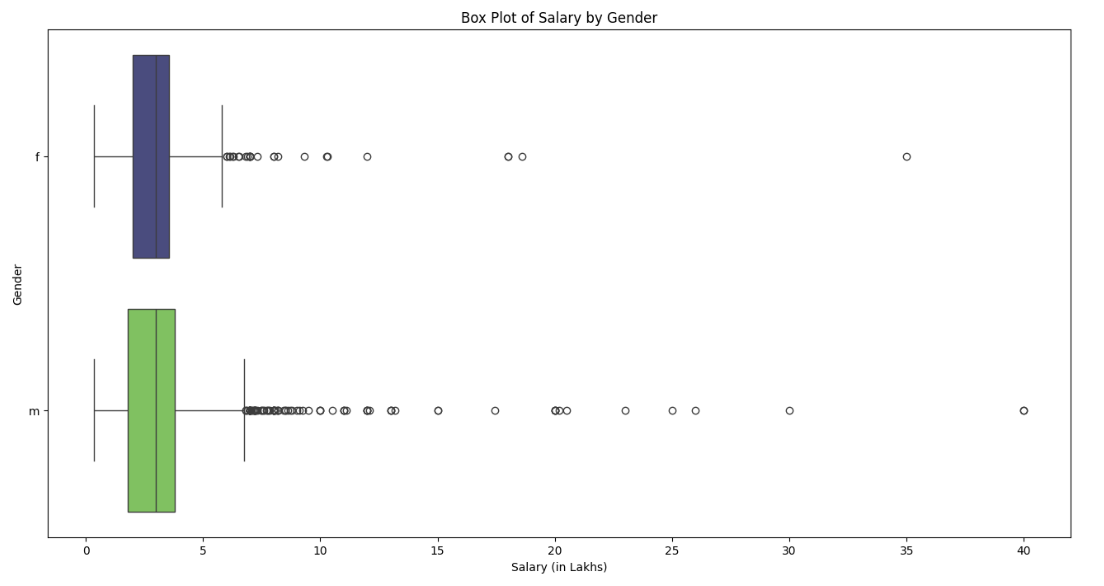 Box Plot of Salary by Gender
f
Gender
m
0 5 10 15 20 25 30 35 40
Salary (in Lakhs)